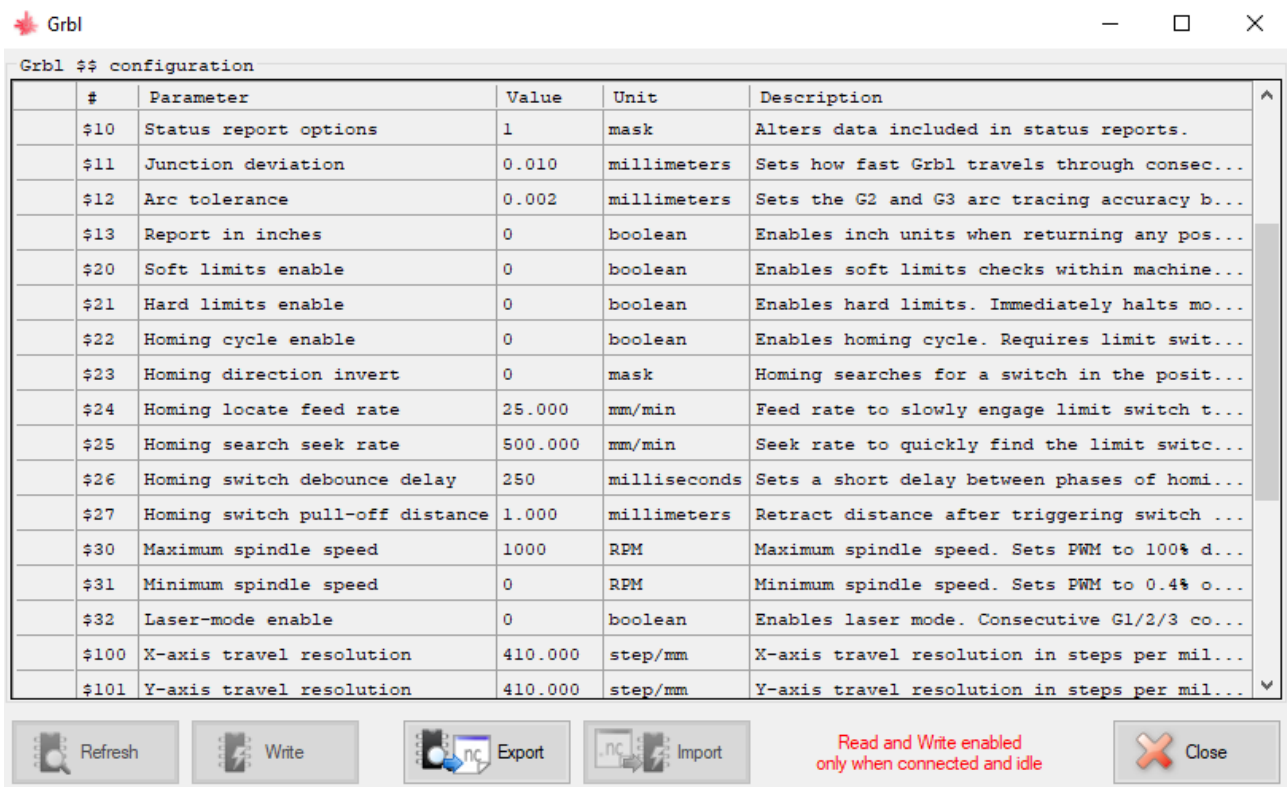 Grbl
Grbl $$ configuration
# Parameter Value Unit Description
$10 Status report options 1 mask Alters data included in status reports.
$11 Junction deviation 0.010 millimeters Sets how fast Grbl travels through consec...
$12 Arc tolerance 0.002 millimeters Sets the G2 and G3 arc tracing accuracy b...
$13 Report in inches 0 boolean Enables inch units when returning any pos...
$20 Soft limits enable 0 boolean Enables soft limits checks within machine...
$21 Hard limits enable 0 boolean Enables hard limits. Immediately halts mo...
$22 Homing cycle enable 0 boolean Enables homing cycle. Requires limit swit...
$23 Homing direction invert 0 mask Homing searches for a switch in the posit...
$24 Homing locate feed rate 25.000 mm/min Feed rate to slowly engage limit switch t...
$25 Homing search seek rate 500.000 mm/min Seek rate to quickly find the limit switc...
$26 Homing switch debounce delay 250 milliseconds Sets a short delay between phases of homi...
$27 Homing switch pull-off distance 1.000 millimeters Retract distance after triggering switch ...
$30 Maximum spindle speed 1000 RPM Maximum spindle speed. Sets PWM to 100% d...
$31 Minimum spindle speed 0 RPM Minimum spindle speed. Sets PWM to 0.4% o...
$32 Laser-mode enable 0 boolean Enables laser mode. Consecutive G1/2/3 co...
$100 X-axis travel resolution 410.000 step/mm X-axis travel resolution in steps per mil...
$101 Y-axis travel resolution 410.000 step/mm Y-axis travel resolution in steps per mil...
Refresh Write nc Export .nc Import Read and Write enabled
only when connected and idle Close